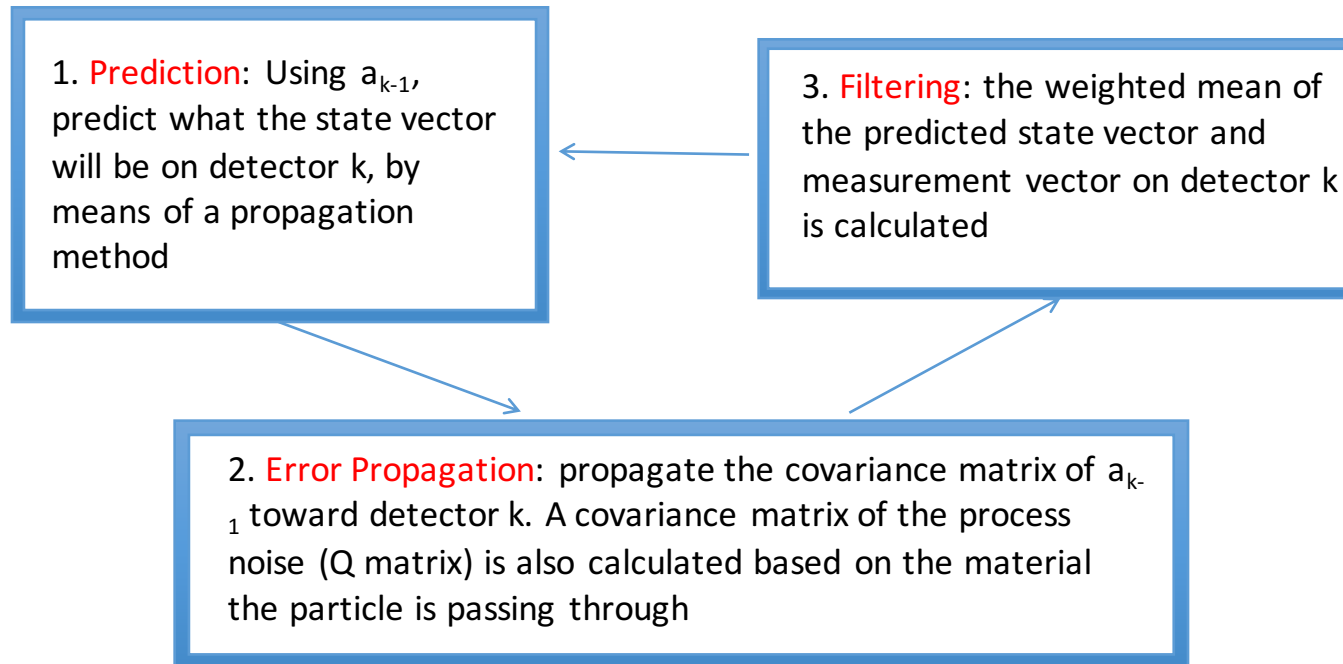 1. Prediction: Using a_{k-1},
predict what the state vector
will be on detector k, by
means of a propagation
method
3. Filtering: the weighted mean of
the predicted state vector and
measurement vector on detector k
is calculated
2. Error Propagation: propagate the covariance matrix of a_{k-
1} toward detector k. A covariance matrix of the process
noise (Q matrix) is also calculated based on the material
the particle is passing through